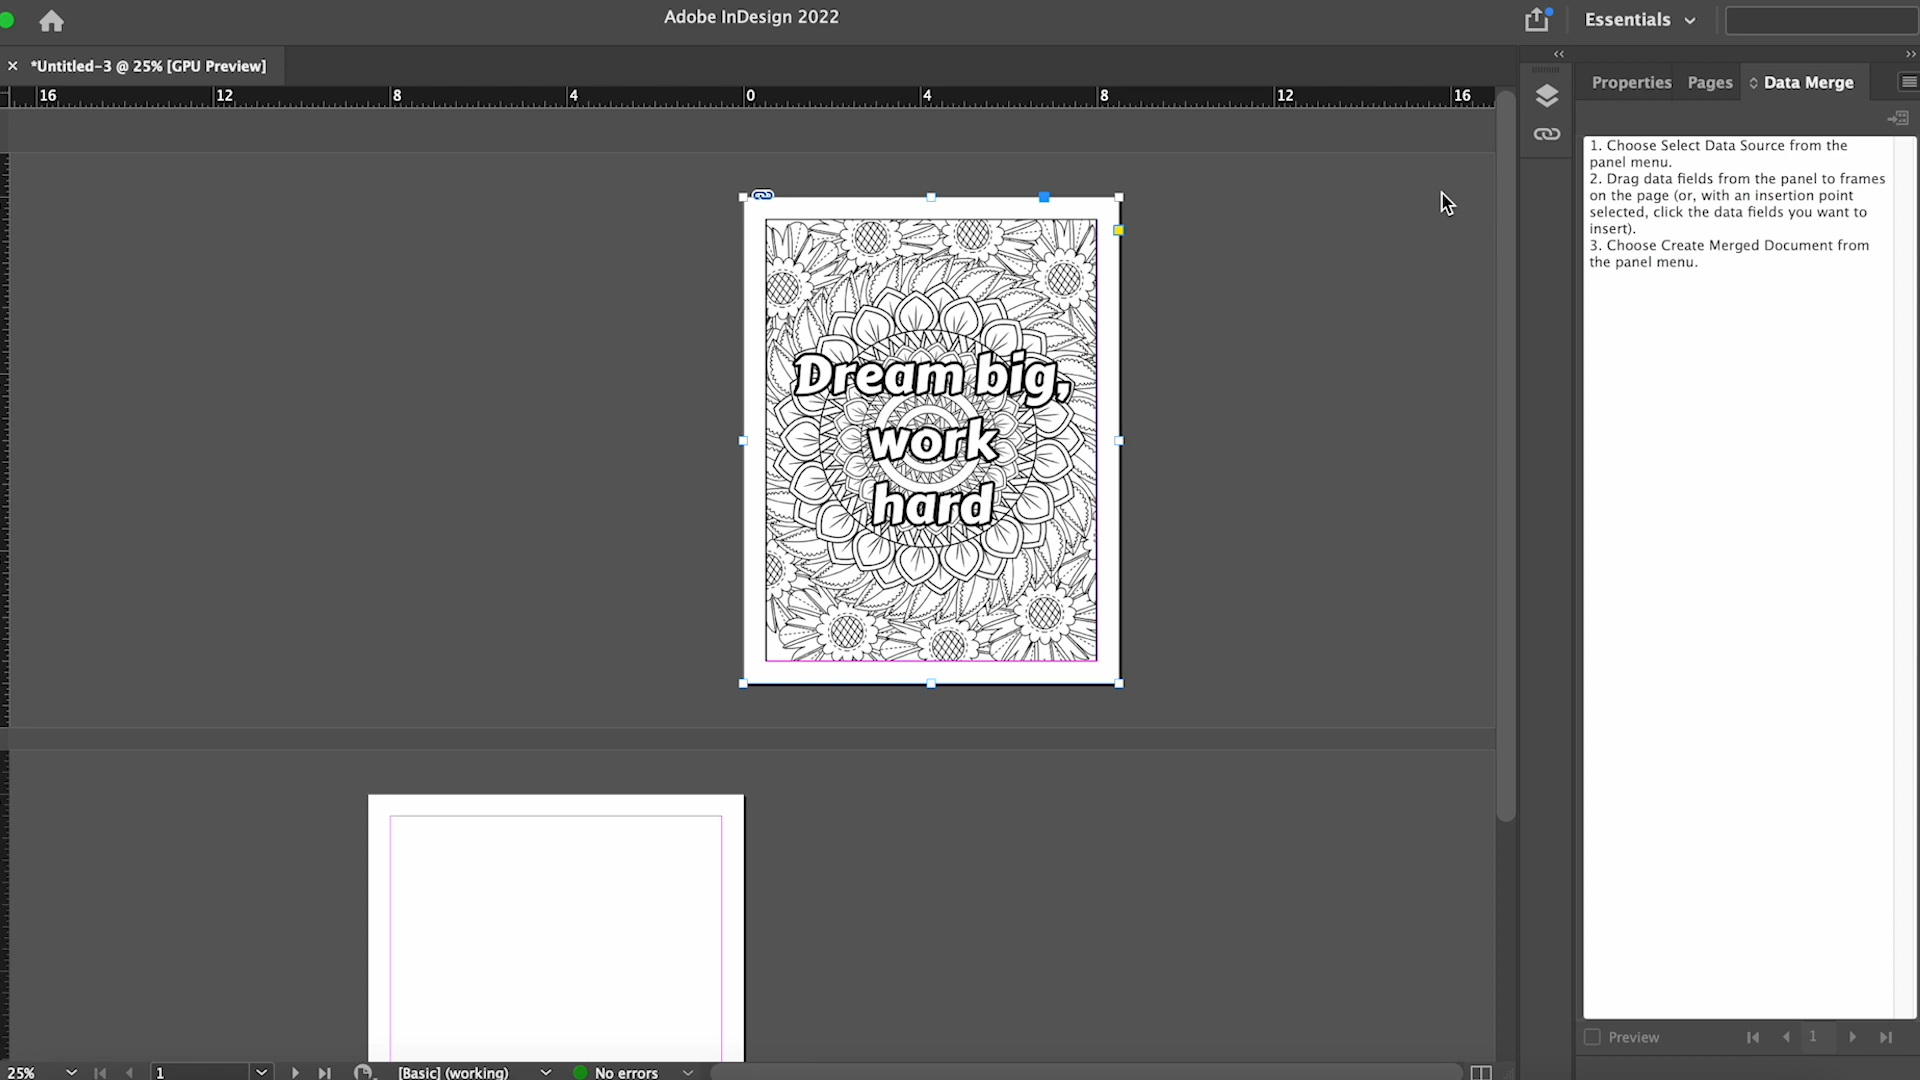 Adobe InDesign 2022
Essentials
*Untitled-3 @ 25% [GPU Preview]
16 12 8 4 0 4 8 12 16
Properties Pages Data Merge
1. Choose Select Data Source from the
panel menu.
2. Drag data fields from the panel to frames
on the page (or, with an insertion point
selected, click the data fields you want to
insert).
3. Choose Create Merged Document from
the panel menu.
Dream big,
work
hard
Preview 1
25% 1 [Basic] (working) No errors